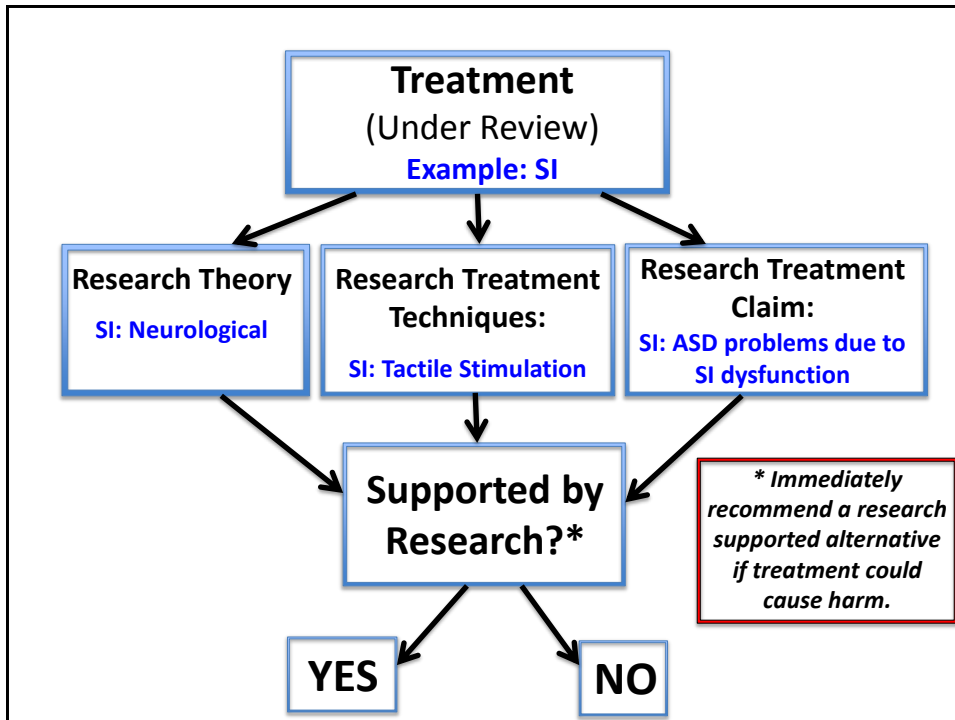 Treatment
(Under Review)
Example: SI
Research Theory
SI: Neurological
Research Treatment
Techniques:
SI: Tactile Stimulation
Research Treatment
Claim:
SI: ASD problems due to
SI dysfunction
Supported by
Research?*
* Immediately
recommend a research
supported alternative
if treatment could
cause harm.
YES
NO